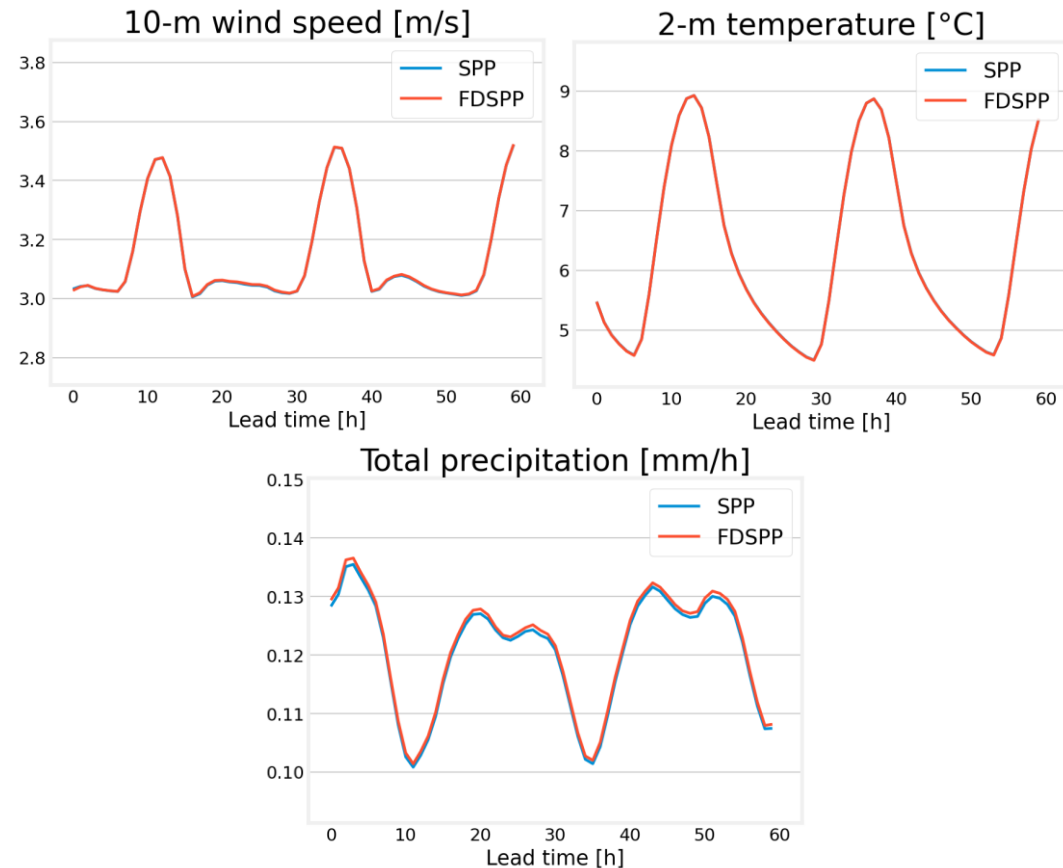 10-m wind speed [m/s]
3.8
3.6
3.4
3.2
3.0
2.8
SPP
FDSPP
0 10 20 30 40 50 60
Lead time [h]
2-m temperature [°C]
9
8
7
6
5
SPP
FDSPP
0 10 20 30 40 50 60
Lead time [h]
Total precipitation [mm/h]
0.15
0.14
0.13
0.12
0.11
0.10
SPP
FDSPP
0 10 20 30 40 50 60
Lead time [h]